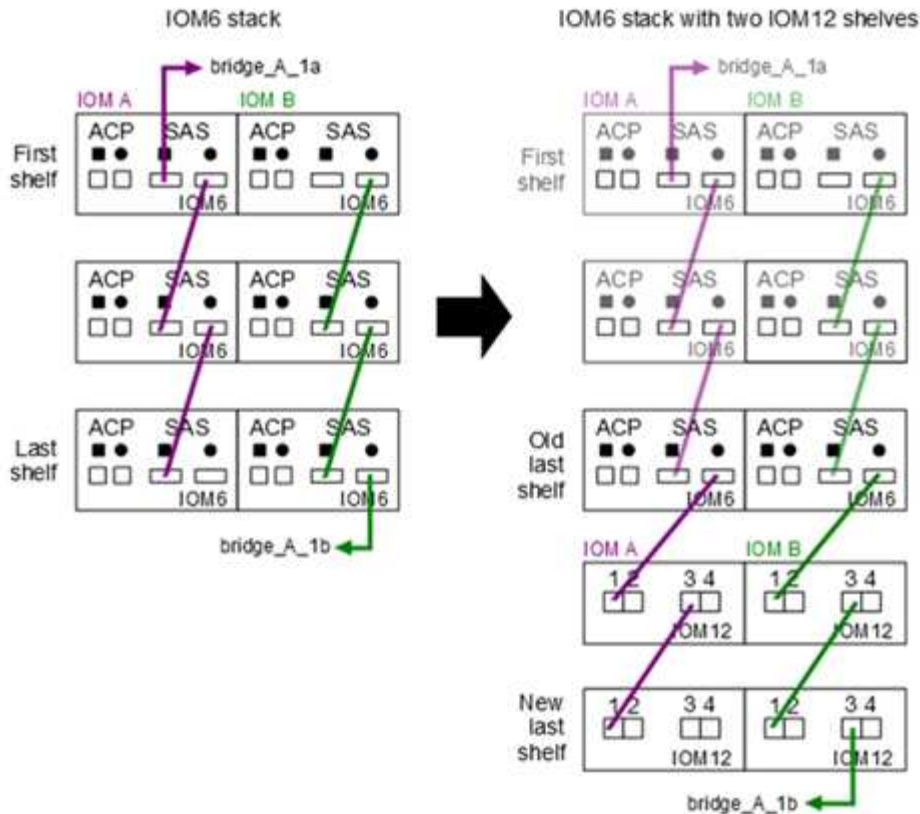 IOM6 stack
bridge_A_1a
IOM A IOM B
First shelf
ACP SAS ACP SAS
IOM6 IOM6
ACP SAS ACP SAS
IOM6 IOM6
Last shelf
ACP SAS ACP SAS
IOM6 IOM6
bridge_A_1b
IOM6 stack with two IOM12 shelves
bridge_A_1a
IOM A IOM B
First shelf
ACP SAS ACP SAS
IOM6 IOM6
ACP SAS ACP SAS
IOM6 IOM6
Old last shelf
ACP SAS ACP SAS
IOM6 IOM6
IOM A IOM B
1 2 3 4 1 2 3 4
IOM12 IOM12
New last shelf
1 2 3 4 1 2 3 4
IOM12 IOM12
bridge_A_1b